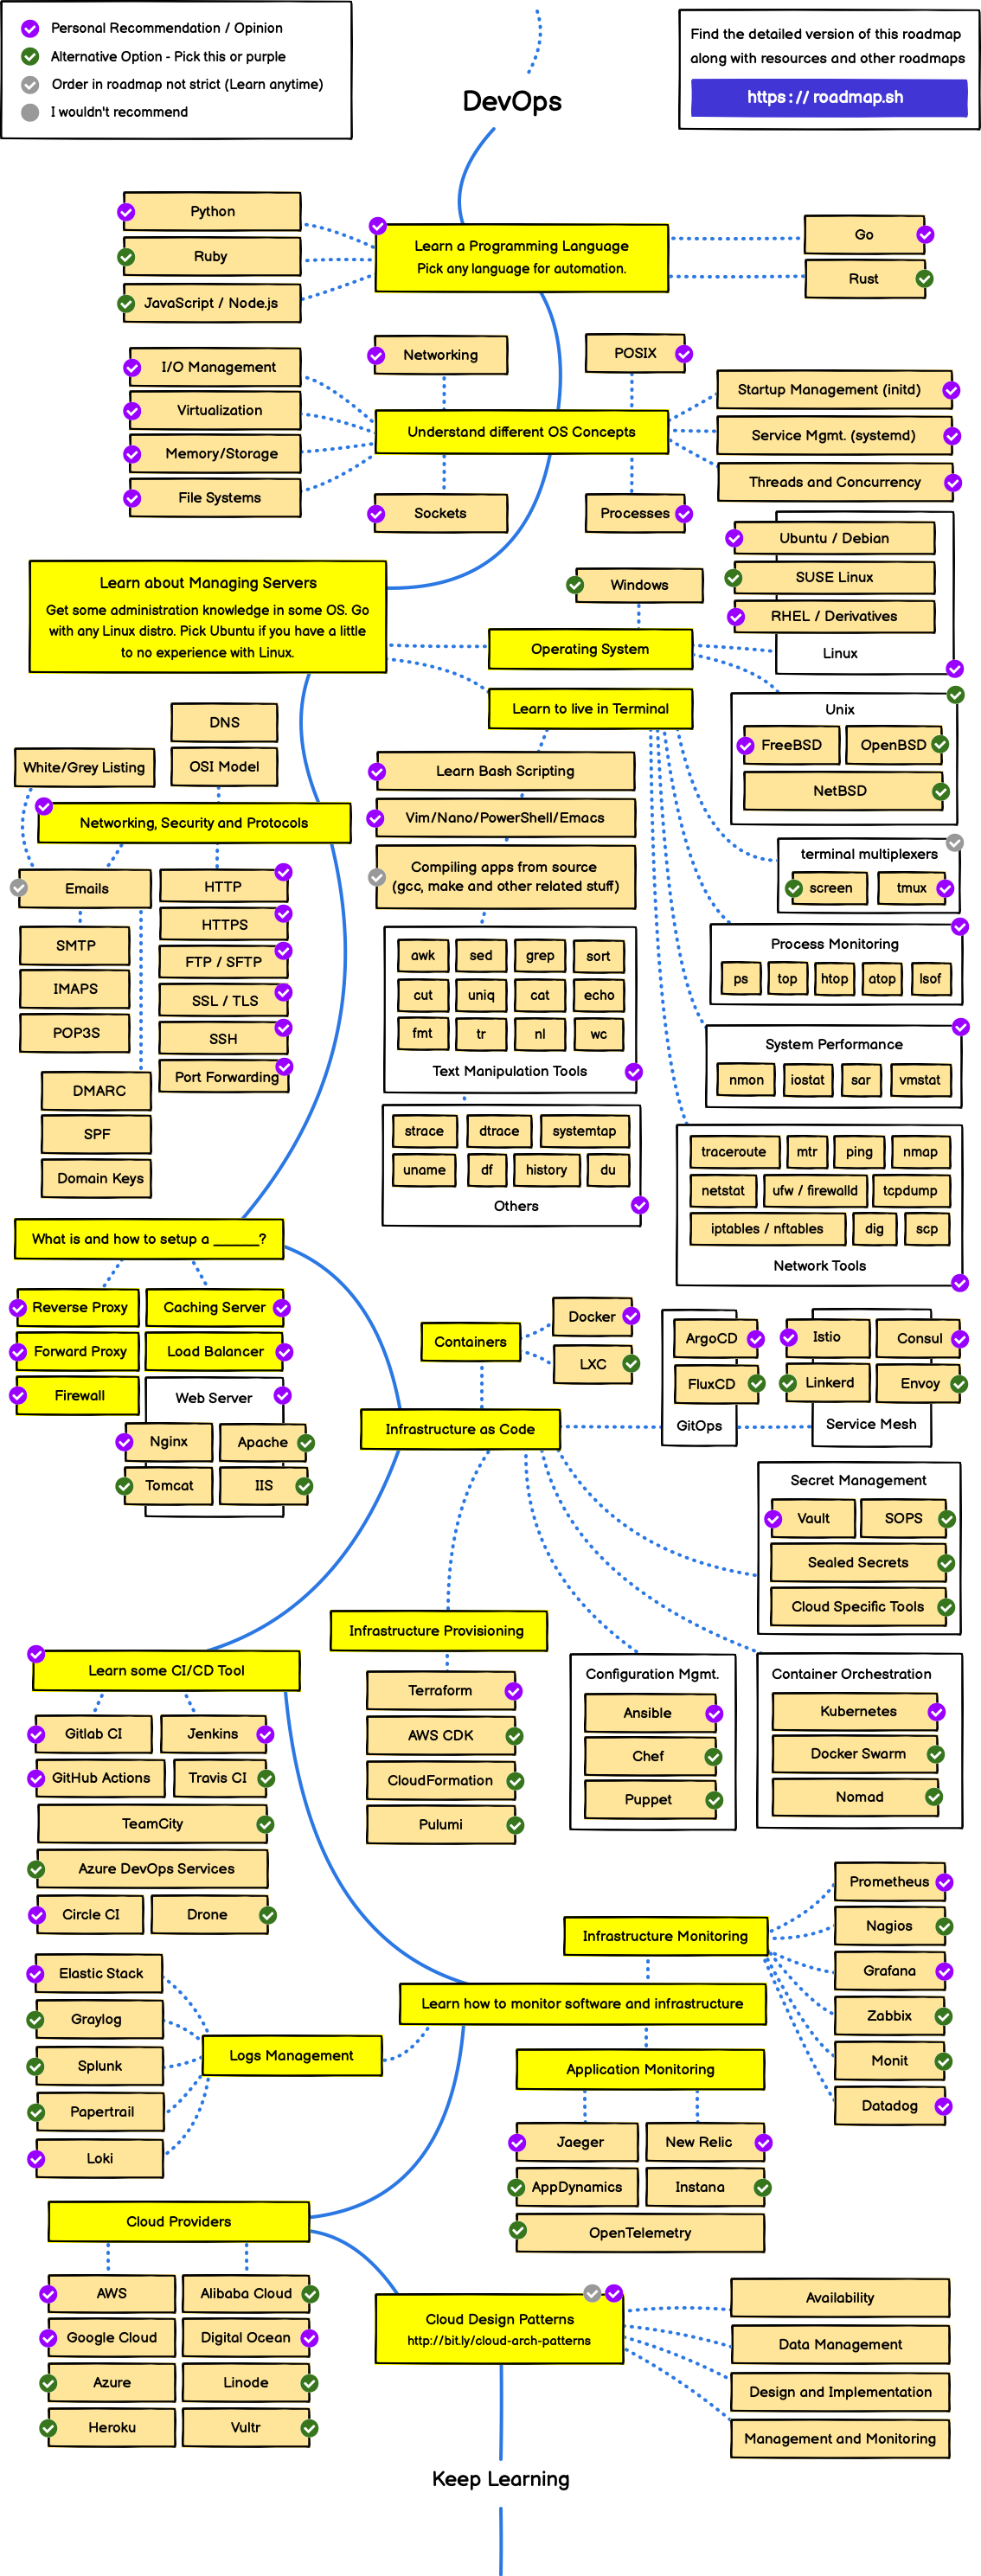 Personal Recommendation / Opinion
Alternative Option - Pick this or purple
Order in roadmap not strict (Learn anytime)
I wouldn't recommend
Find the detailed version of this roadmap
along with resources and other roadmaps
https://roadmap.sh
DevOps
Python
Ruby
JavaScript / Node.js
Learn a Programming Language
Pick any language for automation.
Go
Rust
I/O Management
Virtualization
Memory/Storage
File Systems
Networking
POSIX
Understand different OS Concepts
Sockets
Processes
Startup Management (initd)
Service Mgmt. (systemd)
Threads and Concurrency
Learn about Managing Servers
Get some administration knowledge in some OS. Go
with any Linux distro. Pick Ubuntu if you have a little
to no experience with Linux.
Windows
Operating System
Ubuntu / Debian
SUSE Linux
RHEL / Derivatives
Linux
Learn to live in Terminal
Unix
FreeBSD
OpenBSD
NetBSD
DNS
OSI Model
White/Grey Listing
Networking, Security and Protocols
Emails
SMTP
IMAPS
POP3S
DMARC
SPF
Domain Keys
HTTP
HTTPS
FTP / SFTP
SSL / TLS
SSH
Port Forwarding
Learn Bash Scripting
Vim/Nano/PowerShell/Emacs
Compiling apps from source
(gcc, make and other related stuff)
awk
sed
grep
sort
cut
uniq
cat
echo
fmt
tr
nl
wc
Text Manipulation Tools
strace
dtrace
systemtap
uname
df
history
du
Others
terminal multiplexers
screen
tmux
Process Monitoring
ps
top
htop
atop
lsof
System Performance
nmon
iostat
sar
vmstat
traceroute
mtr
ping
nmap
netstat
ufw / firewalld
tcpdump
iptables / nftables
dig
scp
Network Tools
What is and how to setup a ______?
Reverse Proxy
Caching Server
Forward Proxy
Load Balancer
Firewall
Web Server
Nginx
Apache
Tomcat
IIS
Containers
Docker
LXC
Infrastructure as Code
ArgoCD
FluxCD
GitOps
Istio
Consul
Linkerd
Envoy
Service Mesh
Secret Management
Vault
SOPS
Sealed Secrets
Cloud Specific Tools
Infrastructure Provisioning
Terraform
AWS CDK
CloudFormation
Pulumi
Configuration Mgmt.
Ansible
Chef
Puppet
Container Orchestration
Kubernetes
Docker Swarm
Nomad
Learn some CI/CD Tool
Gitlab CI
Jenkins
GitHub Actions
Travis CI
TeamCity
Azure DevOps Services
Circle CI
Drone
Infrastructure Monitoring
Prometheus
Nagios
Grafana
Zabbix
Monit
Datadog
Learn how to monitor software and infrastructure
Elastic Stack
Graylog
Splunk
Papertrail
Loki
Logs Management
Application Monitoring
Jaeger
New Relic
AppDynamics
Instana
OpenTelemetry
Cloud Providers
AWS
Alibaba Cloud
Google Cloud
Digital Ocean
Azure
Linode
Heroku
Vultr
Cloud Design Patterns
http://bit.ly/cloud-arch-patterns
Availability
Data Management
Design and Implementation
Management and Monitoring
Keep Learning